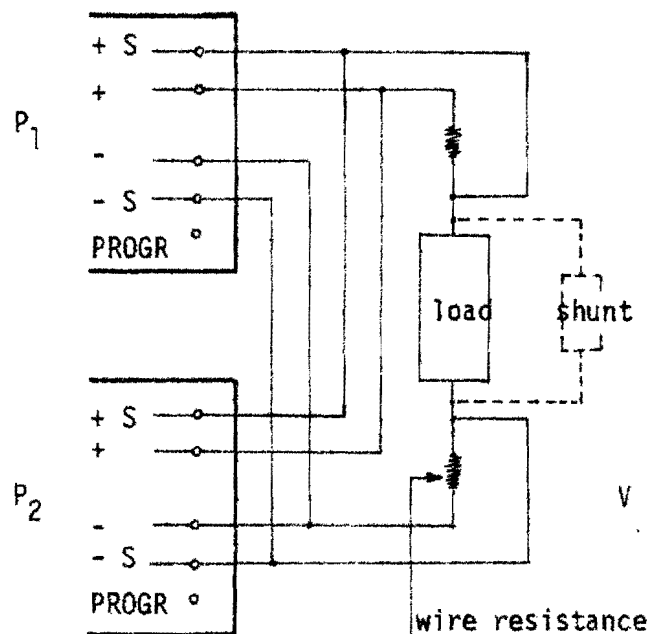 + S
+
P1
-
- S
PROGR
load
shunt
+ S
+
P2
-
V
- S
PROGR
wire resistance